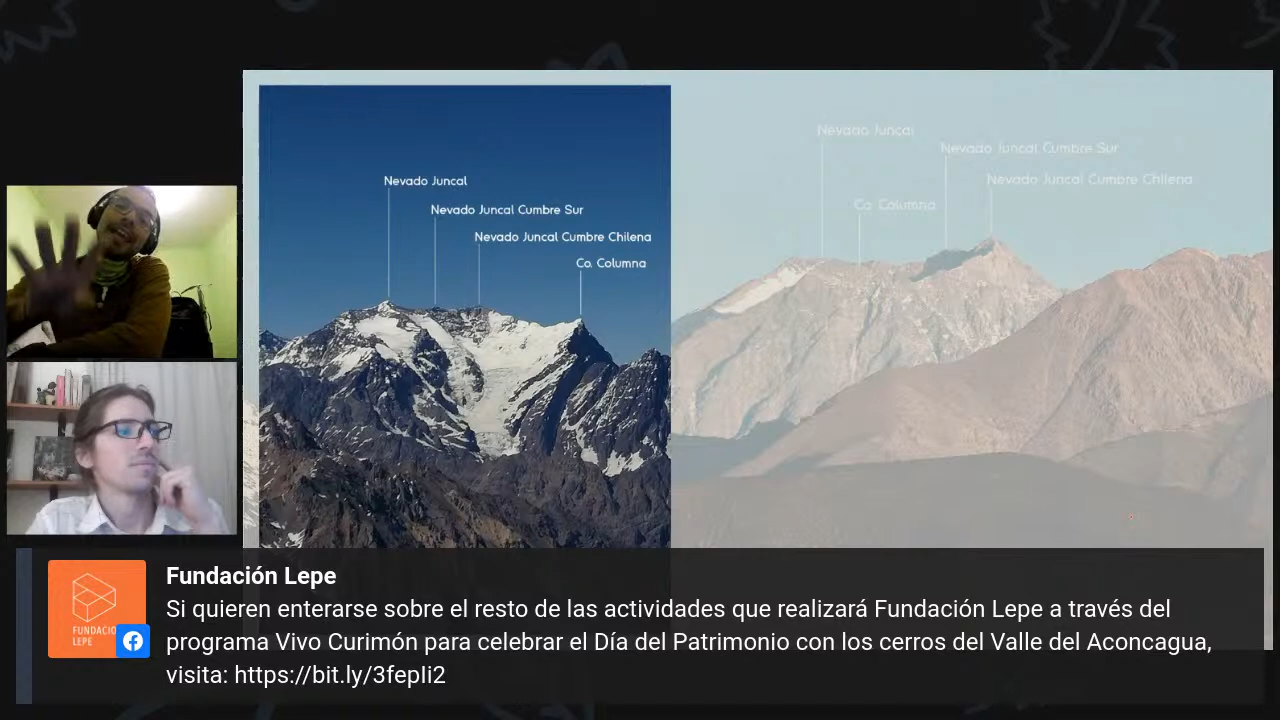 Nevado Juncal
Nevado Juncal Cumbre Sur
Nevado Juncal Cumbre Chilena
Co. Columna
Nevado Juncal
Nevado Juncal Cumbre Sur
Nevado Juncal Cumbre Chilena
Co. Columna
FUNDACIÓ
LEPE
Fundación Lepe
Si quieren enterarse sobre el resto de las actividades que realizará Fundación Lepe a través del
programa Vivo Curimón para celebrar el Día del Patrimonio con los cerros del Valle del Aconcagua,
visita: https://bit.ly/3fepIi2